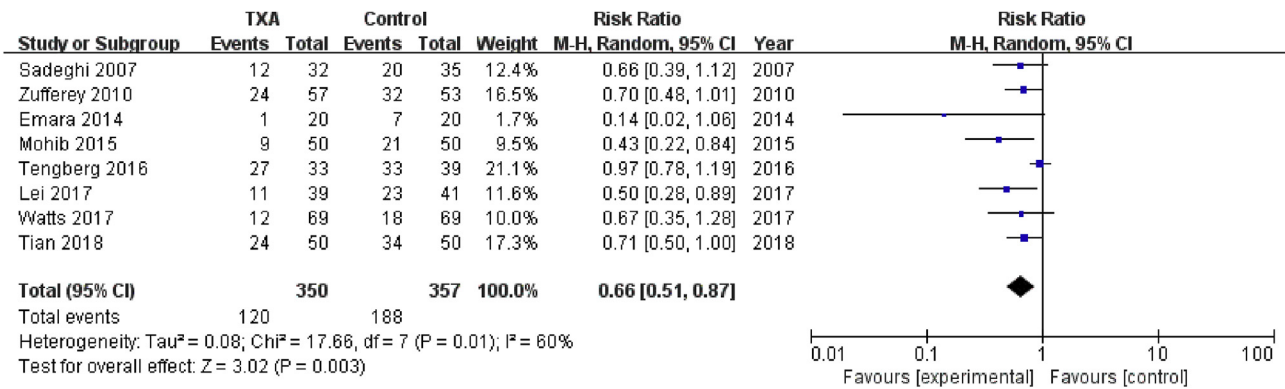 TXA Control Risk Ratio Risk Ratio
Study or Subgroup Events Total Events Total Weight M-H, Random, 95% CI Year M-H, Random, 95% CI
Sadeghi 2007 12 32 20 35 12.4% 0.66 [0.39, 1.12] 2007
Zufferey 2010 24 57 32 53 16.5% 0.70 [0.48, 1.01] 2010
Emara 2014 1 20 7 20 1.7% 0.14 [0.02, 1.06] 2014
Mohib 2015 9 50 21 50 9.5% 0.43 [0.22, 0.84] 2015
Tengberg 2016 27 33 33 39 21.1% 0.97 [0.78, 1.19] 2016
Lei 2017 11 39 23 41 11.6% 0.50 [0.28, 0.89] 2017
Watts 2017 12 69 18 69 10.0% 0.67 [0.35, 1.28] 2017
Tian 2018 24 50 34 50 17.3% 0.71 [0.50, 1.00] 2018
Total (95% CI) 350 357 100.0% 0.66 [0.51, 0.87]
Total events 120 188
Heterogeneity: Tau² = 0.08; Chi² = 17.66, df = 7 (P = 0.01); I² = 60%
Test for overall effect: Z = 3.02 (P = 0.003)
0.01 0.1 1 10 100
Favours [experimental] Favours [control]